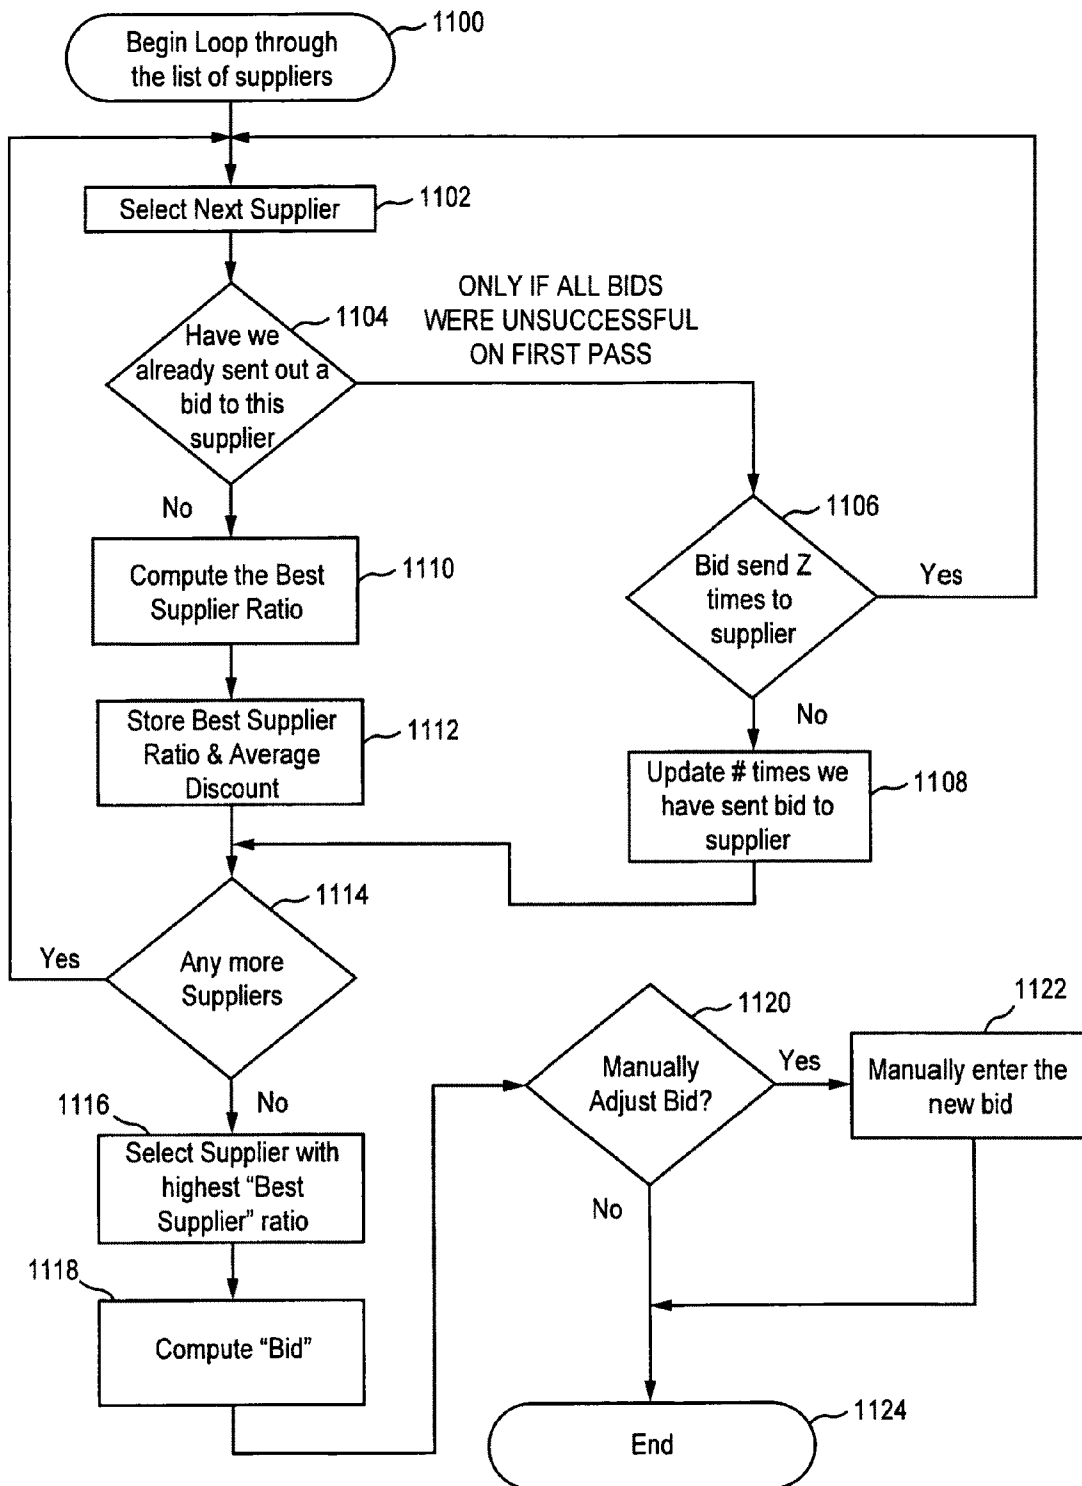 1100
Begin Loop through
the list of suppliers
Select Next Supplier
1102
ONLY IF ALL BIDS
WERE UNSUCCESSFUL
ON FIRST PASS
1104
Have we
already sent out a
bid to this
supplier
No
1106
Bid send Z
times to
supplier
Yes
No
Compute the Best
Supplier Ratio
1110
Store Best Supplier
Ratio & Average
Discount
1112
Update # times we
have sent bid to
supplier
1108
1114
Any more
Suppliers
Yes
No
1116
Select Supplier with
highest “Best
Supplier” ratio
1118
Compute “Bid”
1120
Manually
Adjust Bid?
Yes
No
1122
Manually enter the
new bid
1124
End